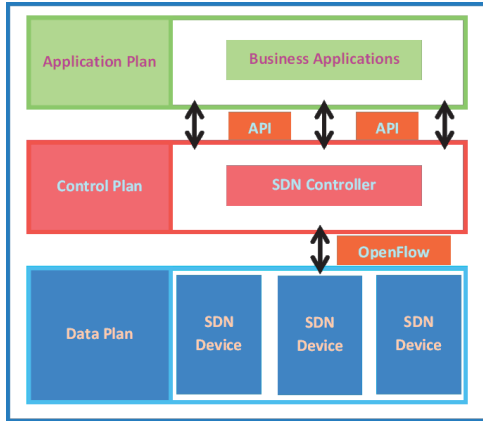 Application Plan
Business Applications
API
API
Control Plan
SDN Controller
OpenFlow
Data Plan
SDN
Device
SDN
Device
SDN
Device